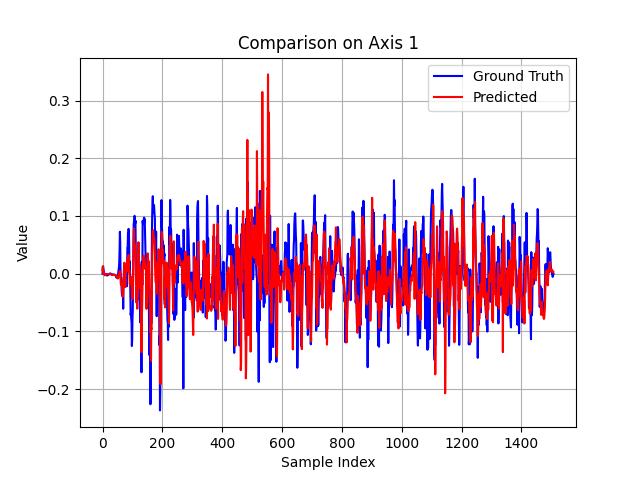 Comparison on Axis 1
Ground Truth
Predicted
0.3
0.2
0.1
0.0
−0.1
−0.2
Value
0 200 400 600 800 1000 1200 1400
Sample Index